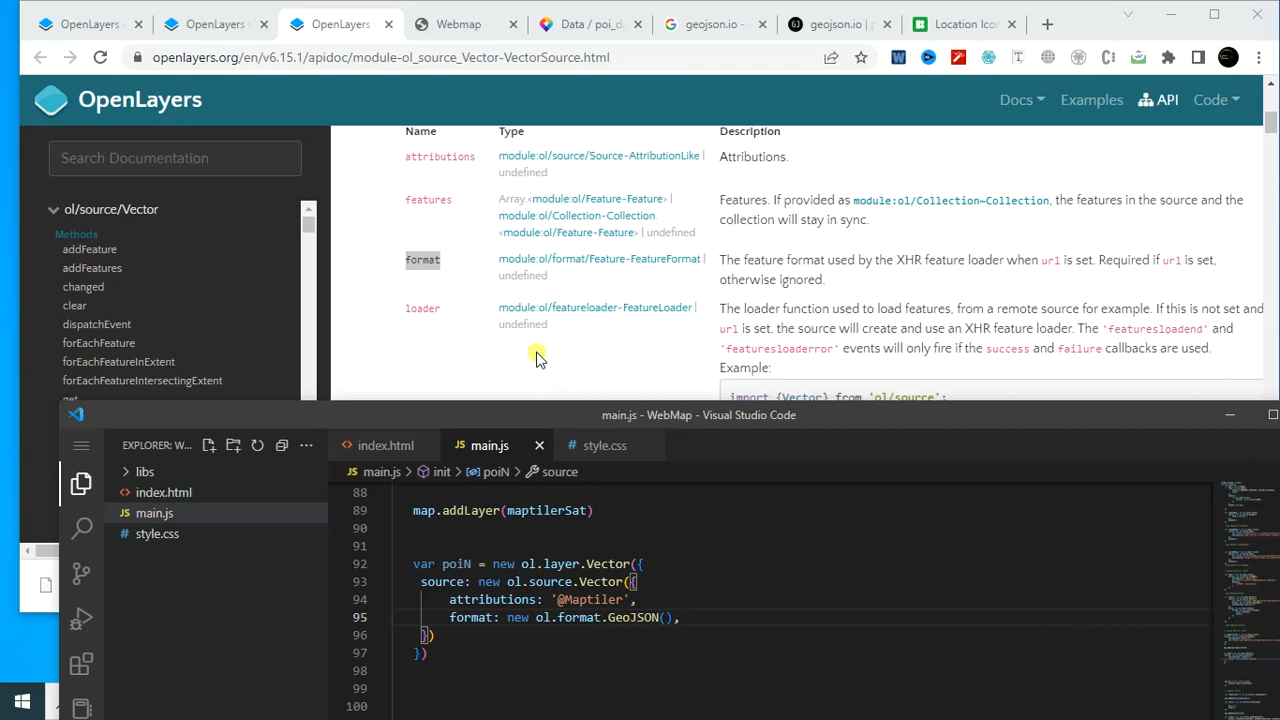 OpenLayers
OpenLayers
OpenLayers
Webmap
Data / poi_da
geojson.io -
geojson.io | p
Location Ico
openlayers.org/en/v6.15.1/apidoc/module-ol_source_Vector-VectorSource.html
OpenLayers
Docs
Examples
API
Code
Search Documentation
ol/source/Vector
Methods
addFeature
addFeatures
changed
clear
dispatchEvent
forEachFeature
forEachFeatureInExtent
forEachFeatureIntersectingExtent
get
Name Type Description
attributions module:ol/source/Source-AttributionLike | Attributions.
undefined
features Array.<module:ol/Feature-Feature> | Features. If provided as module:ol/Collection~Collection, the features in the source and the
module:ol/Collection-Collection. collection will stay in sync.
<module:ol/Feature-Feature> | undefined
format module:ol/format/Feature-FeatureFormat | The feature format used by the XHR feature loader when url is set. Required if url is set,
undefined otherwise ignored.
loader module:ol/featureloader-FeatureLoader | The loader function used to load features, from a remote source for example. If this is not set and
undefined url is set, the source will create and use an XHR feature loader. The 'featuresloadend' and
'featuresloaderror' events will only fire if the success and failure callbacks are used.
Example:
import {Vector} from 'ol/source';
main.js - WebMap - Visual Studio Code
EXPLORER: W...
libs
index.html
main.js
style.css
index.html
main.js
style.css
main.js > init > poiN > source
88
89 map.addLayer(maptilerSat)
90
91
92 var poiN = new ol.layer.Vector({
93 source: new ol.source.Vector({
94 attributions: '@Maptiler',
95 format: new ol.format.GeoJSON(),
96 })
97 })
98
99
100